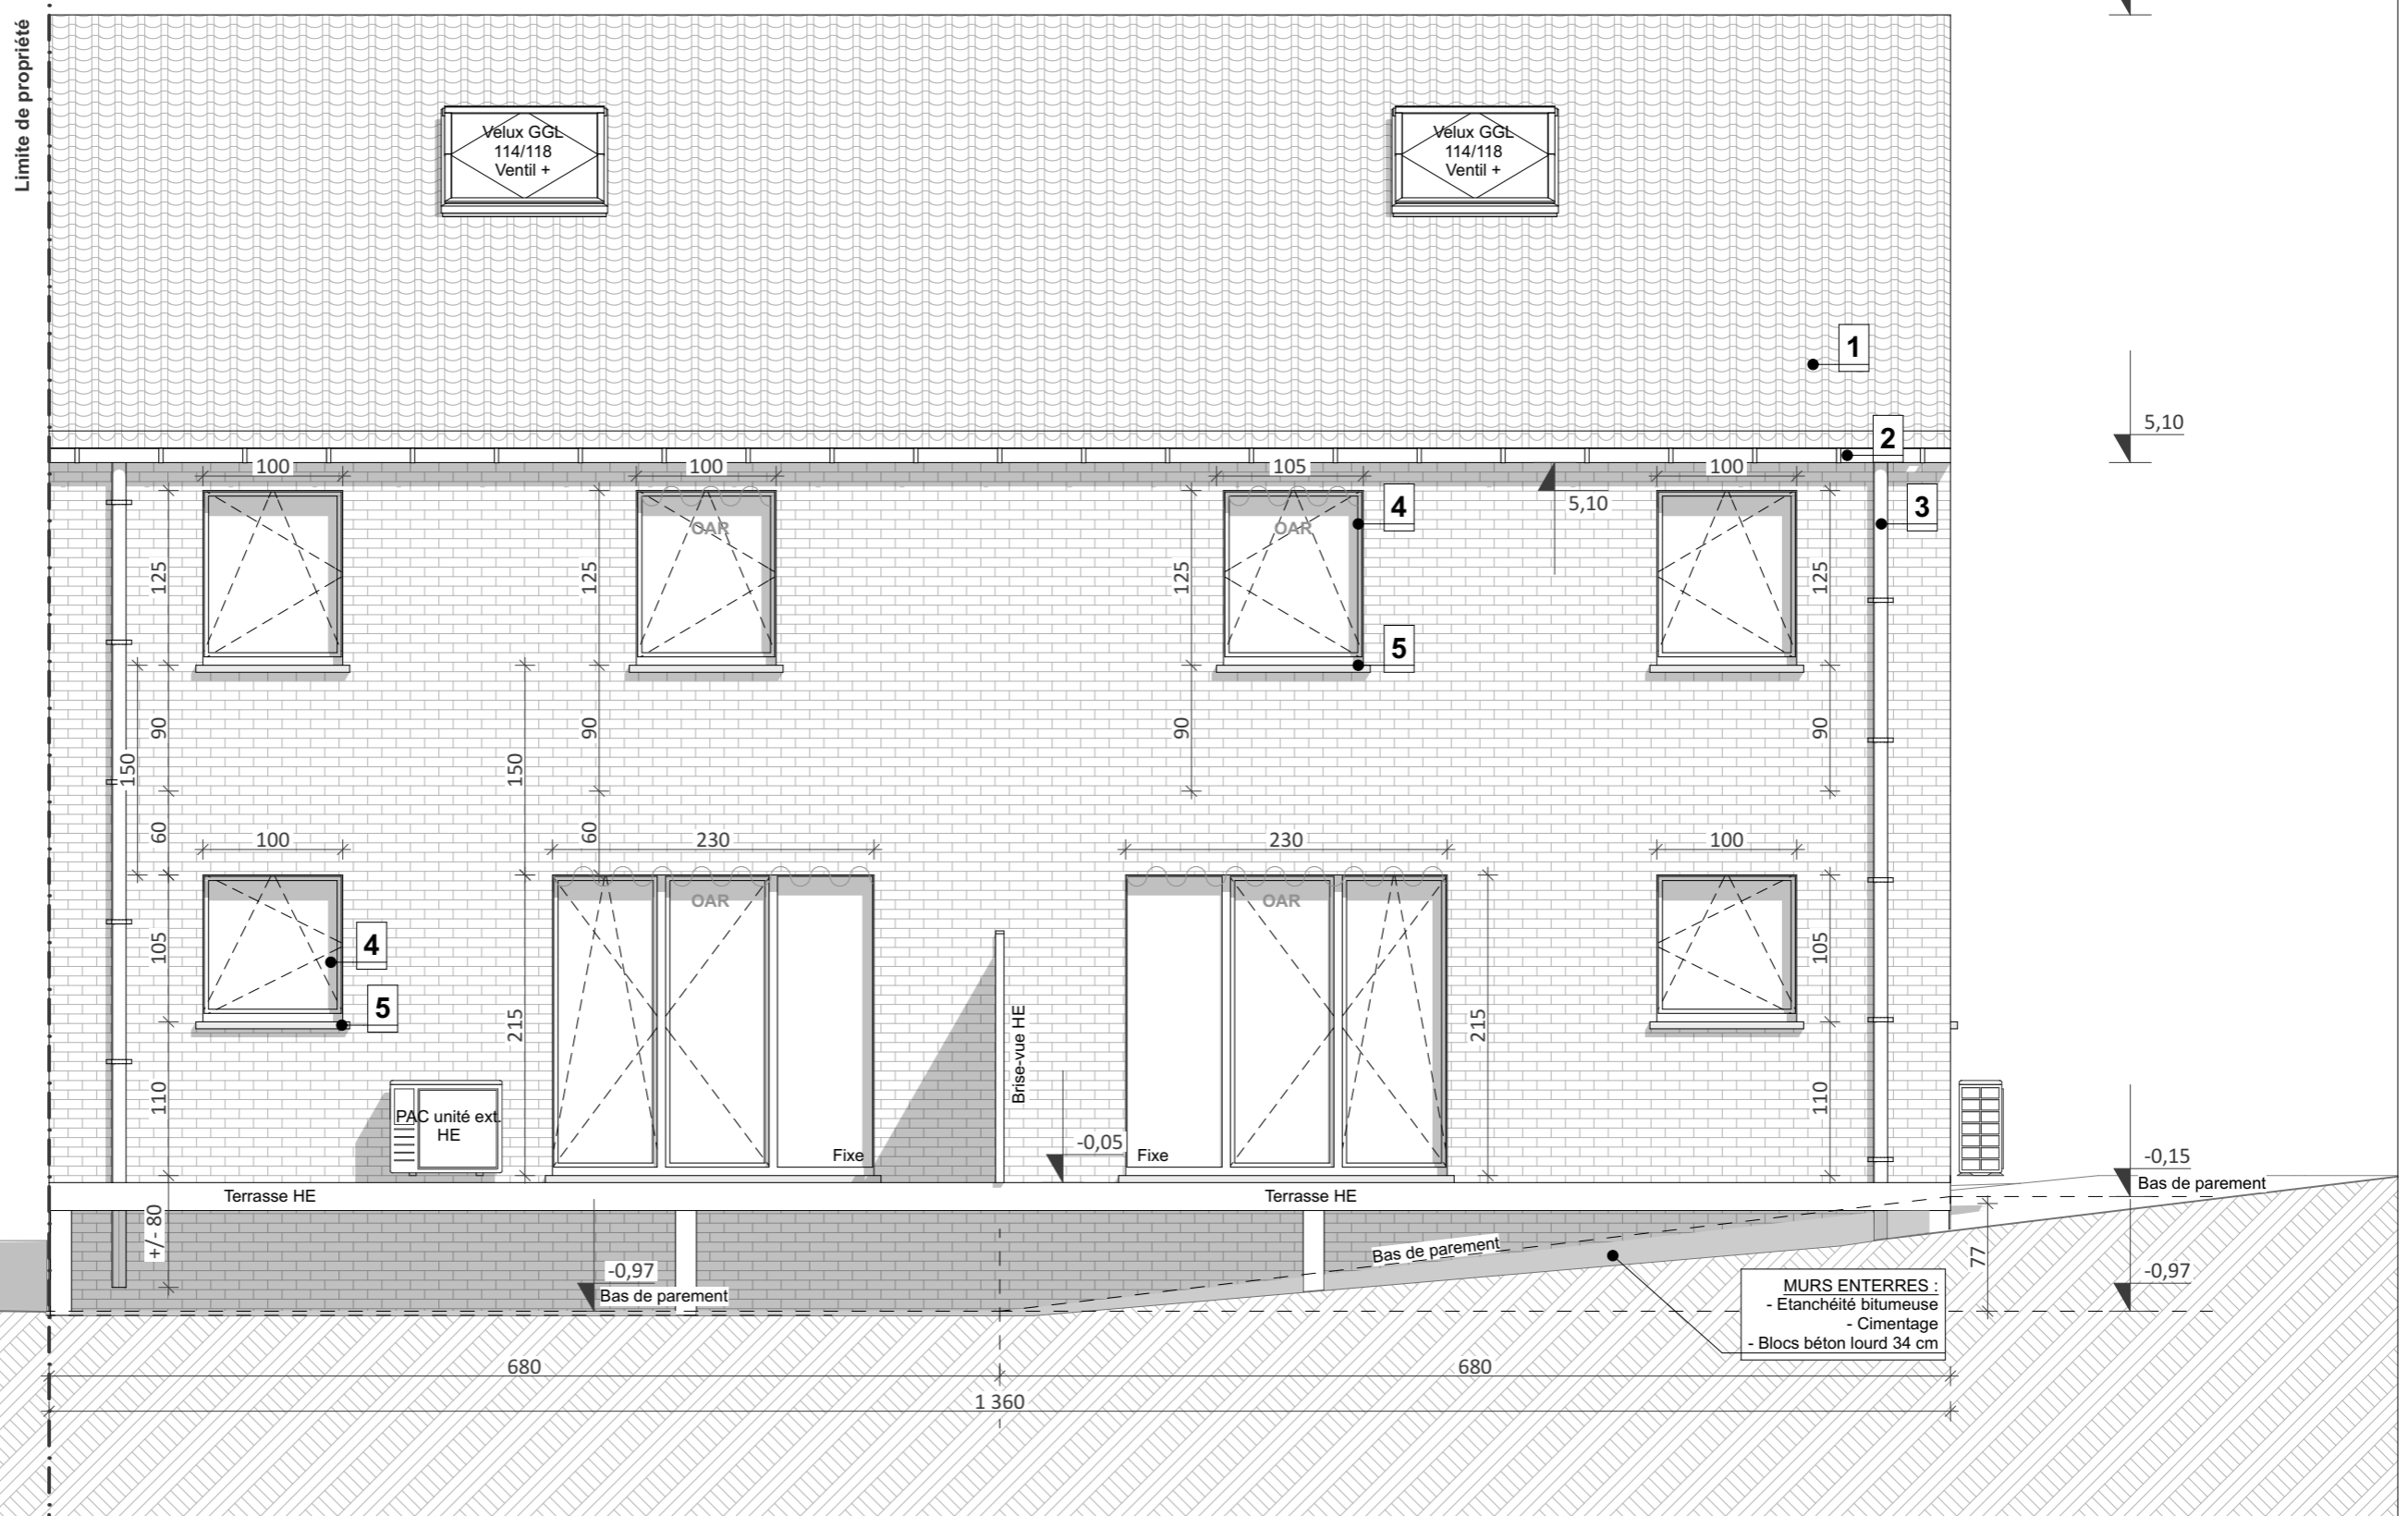 Limite de propriété
Velux GGL
114/118
Ventil +
Velux GGL
114/118
Ventil +
1
5,10
2
100
100
105
100
5,10
4
3
OAR
OAR
125
125
125
125
5
90
90
90
90
150
150
60
60
100
230
230
100
OAR
OAR
4
105
105
5
215
215
Brise-vue HE
110
110
PAC unité ext.
HE
Fixe
-0,05
Fixe
-0,15
Bas de parement
Terrasse HE
Terrasse HE
+/- 80
Bas de parement
77
-0,97
Bas de parement
-0,97
MURS ENTERRES :
- Etanchéité bitumeuse
- Cimentage
- Blocs béton lourd 34 cm
680
680
1 360